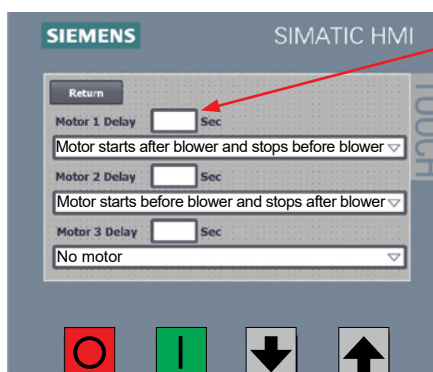 SIEMENS SIMATIC HMI
TOUCH
Return
Motor 1 Delay Sec
Motor starts after blower and stops before blower
Motor 2 Delay Sec
Motor starts before blower and stops after blower
Motor 3 Delay Sec
No motor